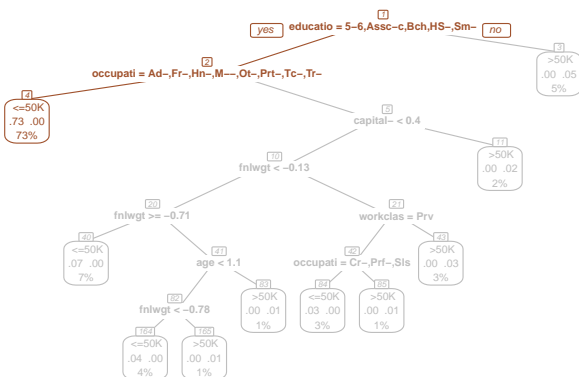 1
yes educatio = 5−6,Assc−c,Bch,HS−,Sm− no
2
occupati = Ad−,Fr−,Hn−,M−−,Ot−,Prt−,Tc−,Tr−
3
>50K
.00 .05
5%
4
<=50K
.73 .00
73%
5
capital− < 0.4
10
fnlwgt < −0.13
11
>50K
.00 .02
2%
20
fnlwgt >= −0.71
21
workclas = Prv
40
<=50K
.07 .00
7%
41
age < 1.1
42
occupati = Cr−,Prf−,Sls
43
>50K
.00 .03
3%
82
fnlwgt < −0.78
83
>50K
.00 .01
1%
84
<=50K
.03 .00
3%
85
>50K
.00 .01
1%
164
<=50K
.04 .00
4%
165
>50K
.00 .01
1%